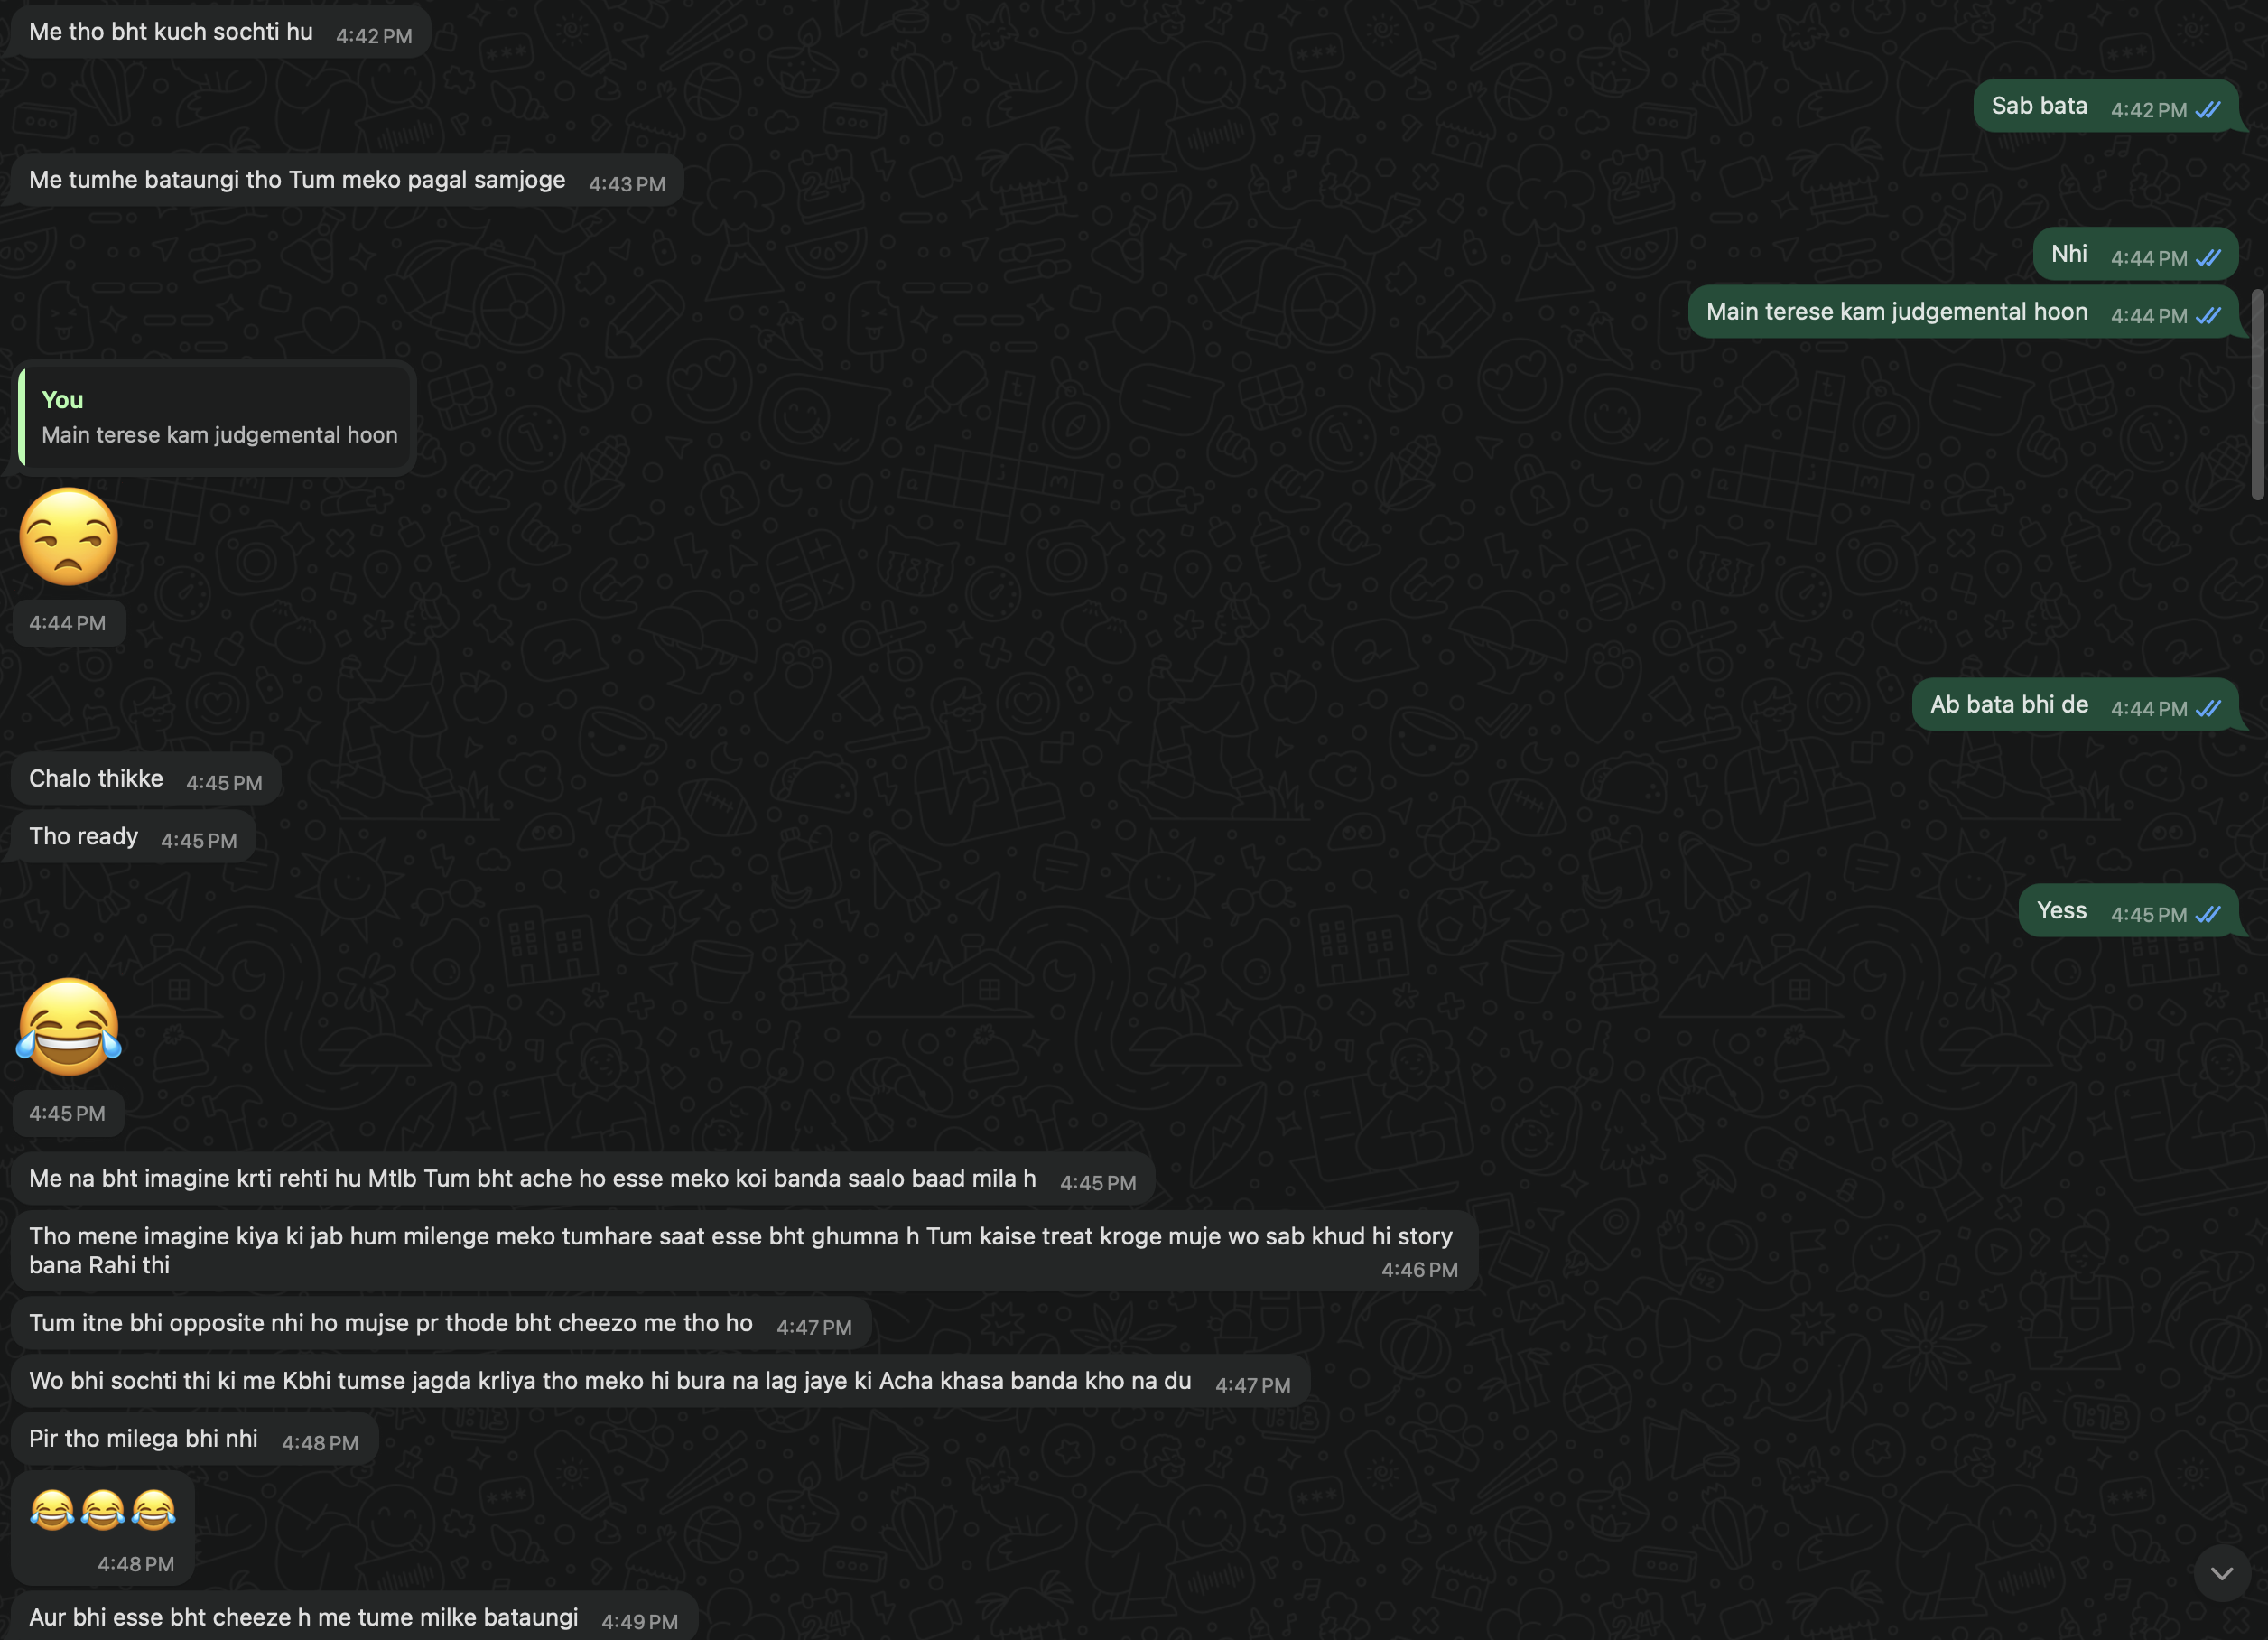 Me tho bht kuch sochti hu 4:42 PM
Sab bata 4:42 PM
Me tumhe bataungi tho Tum meko pagal samjoge 4:43 PM
Nhi 4:44 PM
Main terese kam judgemental hoon 4:44 PM
You
Main terese kam judgemental hoon
😒
4:44 PM
Ab bata bhi de 4:44 PM
Chalo thikke 4:45 PM
Tho ready 4:45 PM
Yess 4:45 PM
😂
4:45 PM
Me na bht imagine krti rehti hu Mtlb Tum bht ache ho esse meko koi banda saalo baad mila h 4:45 PM
Tho mene imagine kiya ki jab hum milenge meko tumhare saat esse bht ghumna h Tum kaise treat kroge muje wo sab khud hi story
bana Rahi thi 4:46 PM
Tum itne bhi opposite nhi ho mujse pr thode bht cheezo me tho ho 4:47 PM
Wo bhi sochti thi ki me Kbhi tumse jagda krliya tho meko hi bura na lag jaye ki Acha khasa banda kho na du 4:47 PM
Pir tho milega bhi nhi 4:48 PM
😂😂😂
4:48 PM
Aur bhi esse bht cheeze h me tume milke bataungi 4:49 PM